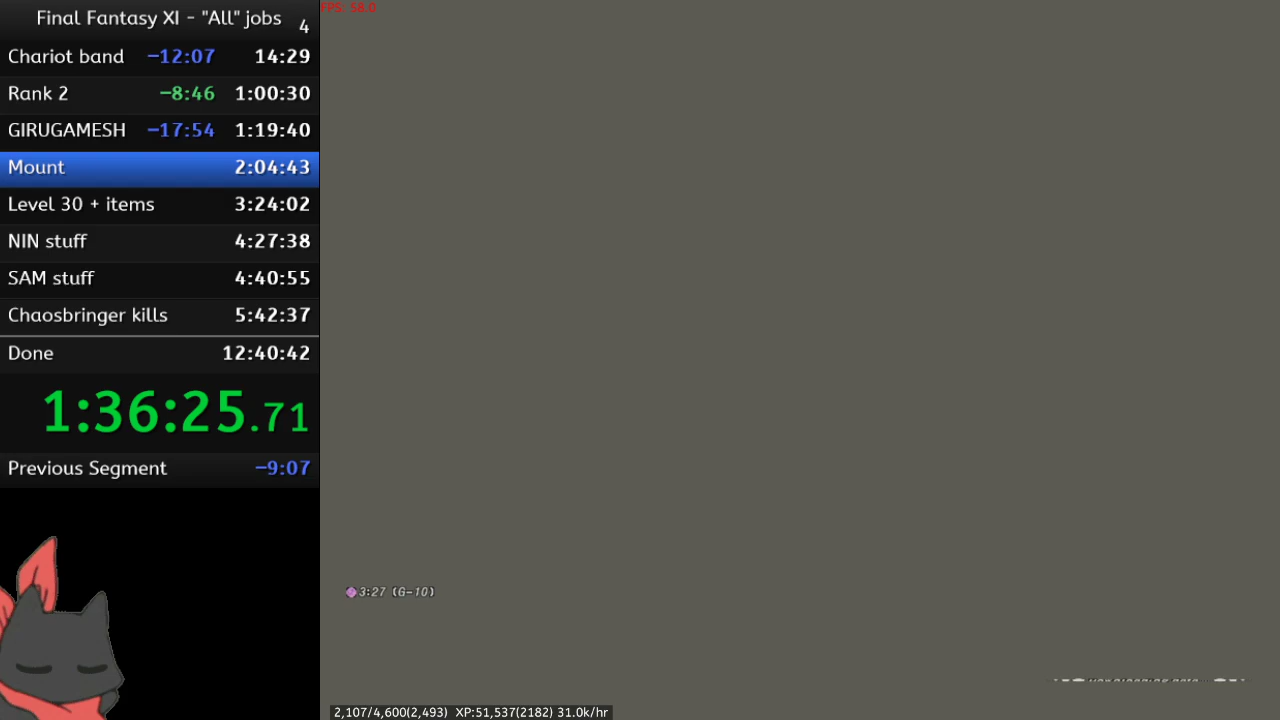 Final Fantasy XI - "All" jobs 4
Chariot band −12:07 14:29
Rank 2 −8:46 1:00:30
GIRUGAMESH −17:54 1:19:40
Mount 2:04:43
Level 30 + items 3:24:02
NIN stuff 4:27:38
SAM stuff 4:40:55
Chaosbringer kills 5:42:37
Done 12:40:42
1:36:25.71
Previous Segment −9:07
FPS: 58.0
3:27 (G-10)
2,107/4,600(2,493) XP:51,537(2182) 31.0k/hr